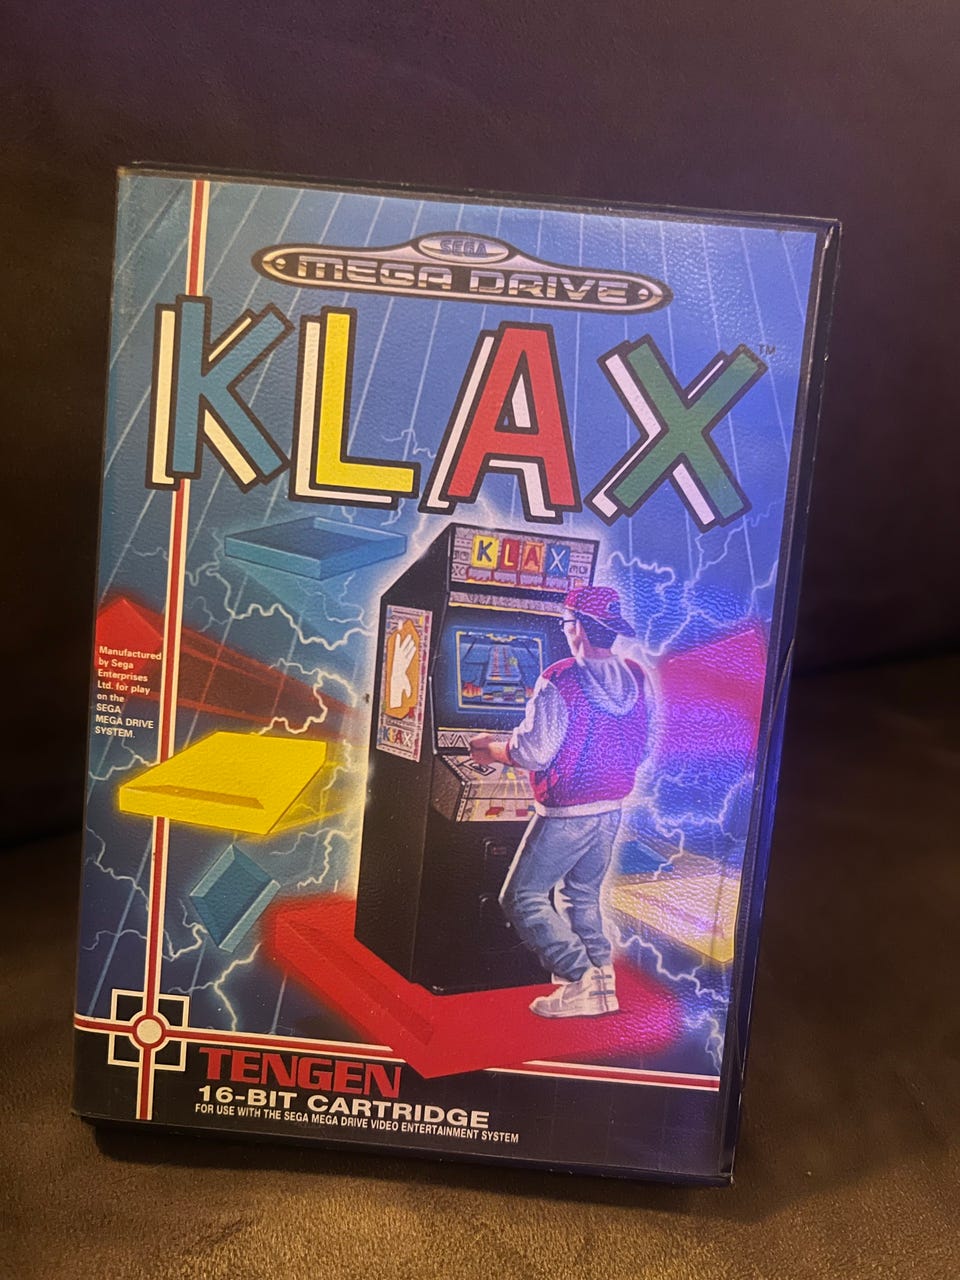 SEGA
MEGA DRIVE
KLAX™
KLAX
KLAX
Manufactured
by Sega
Enterprises
Ltd. for play
on the
SEGA
MEGA DRIVE
SYSTEM.
TENGEN
16-BIT CARTRIDGE
FOR USE WITH THE SEGA MEGA DRIVE VIDEO ENTERTAINMENT SYSTEM